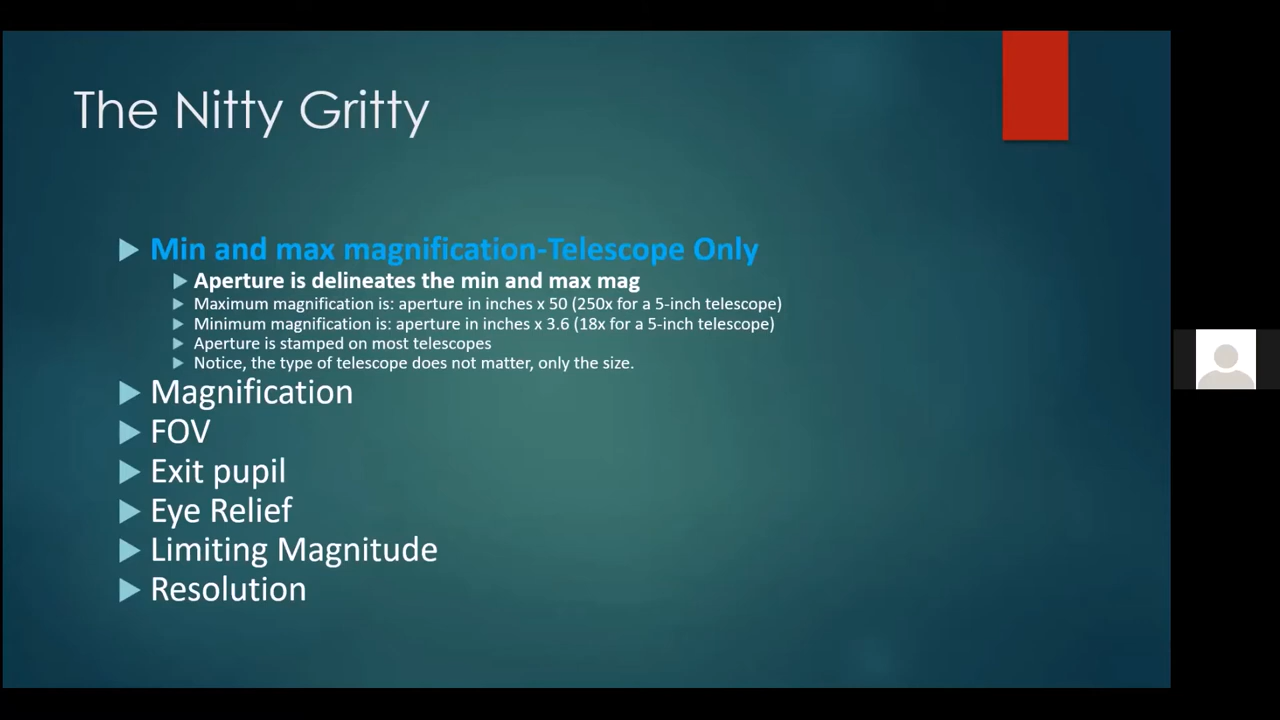 The Nitty Gritty
Min and max magnification-Telescope Only
Aperture is delineates the min and max mag
Maximum magnification is: aperture in inches x 50 (250x for a 5-inch telescope)
Minimum magnification is: aperture in inches x 3.6 (18x for a 5-inch telescope)
Aperture is stamped on most telescopes
Notice, the type of telescope does not matter, only the size.
Magnification
FOV
Exit pupil
Eye Relief
Limiting Magnitude
Resolution